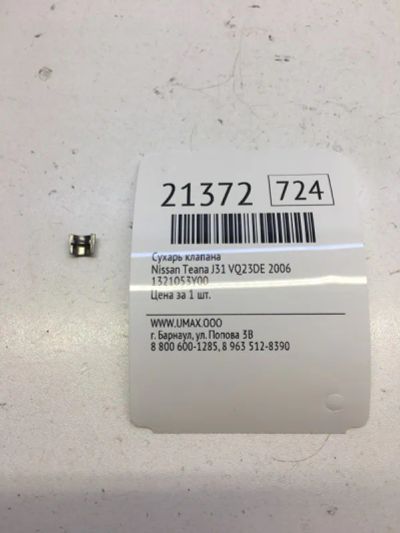 21372 724
Сухарь клапана
Nissan Teana J31 VQ23DE 2006
1321053Y00
Цена за 1 шт.
WWW.UMAX.OOO
г. Барнаул, ул. Попова 3В
8 800 600-1285, 8 963 512-8390